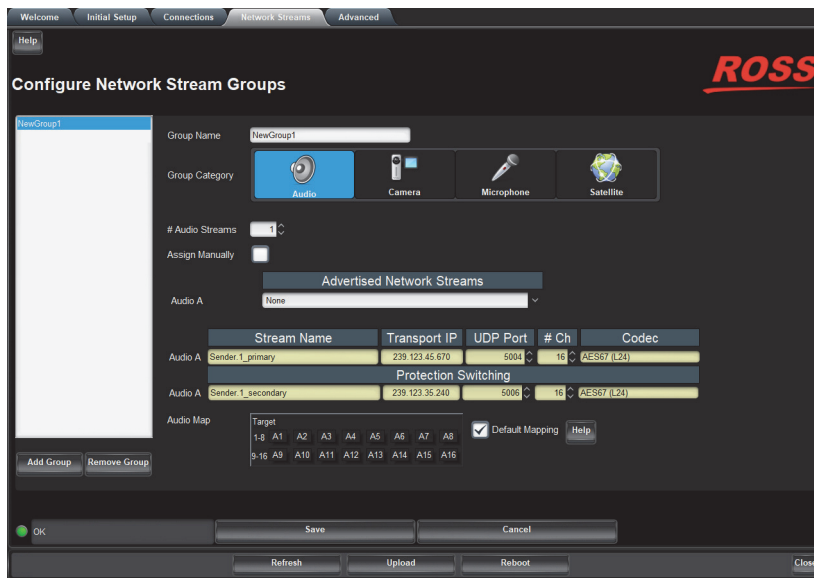 Welcome Initial Setup Connections Network Streams Advanced
Help
ROSS
Configure Network Stream Groups
NewGroup1
Group Name NewGroup1
Group Category Audio Camera Microphone Satellite
# Audio Streams 1
Assign Manually
Advertised Network Streams
Audio A None
Stream Name Transport IP UDP Port # Ch Codec
Audio A Sender.1_primary 239.123.45.670 5004 16 AES67 (L24)
Protection Switching
Audio A Sender.1_secondary 239.123.35.240 5006 16 AES67 (L24)
Audio Map Target
1-8 A1 A2 A3 A4 A5 A6 A7 A8
Default Mapping Help
9-16 A9 A10 A11 A12 A13 A14 A15 A16
Add Group Remove Group
OK Save Cancel
Refresh Upload Reboot Close